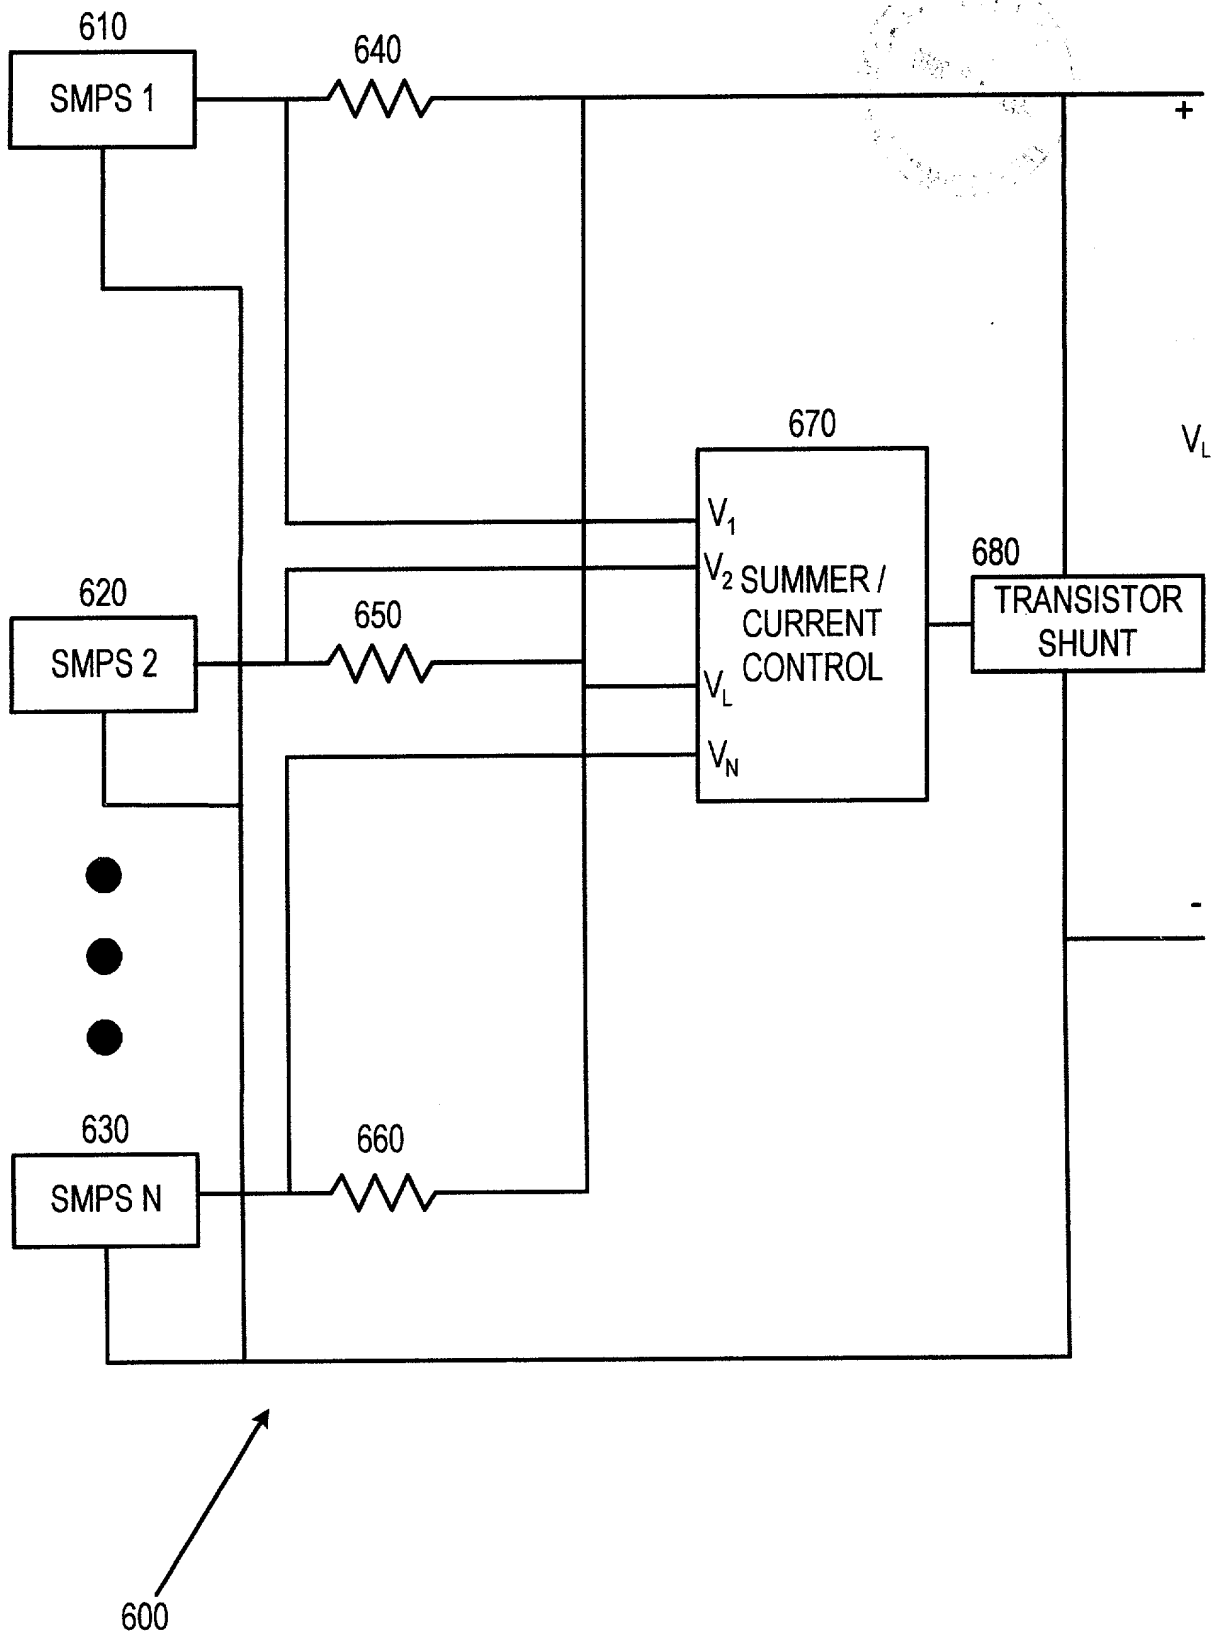 610
SMPS 1
640
+
670
V_L
V_1
V_2
SUMMER /
CURRENT
CONTROL
V_L
V_N
680
TRANSISTOR
SHUNT
620
SMPS 2
650
-
630
SMPS N
660
600